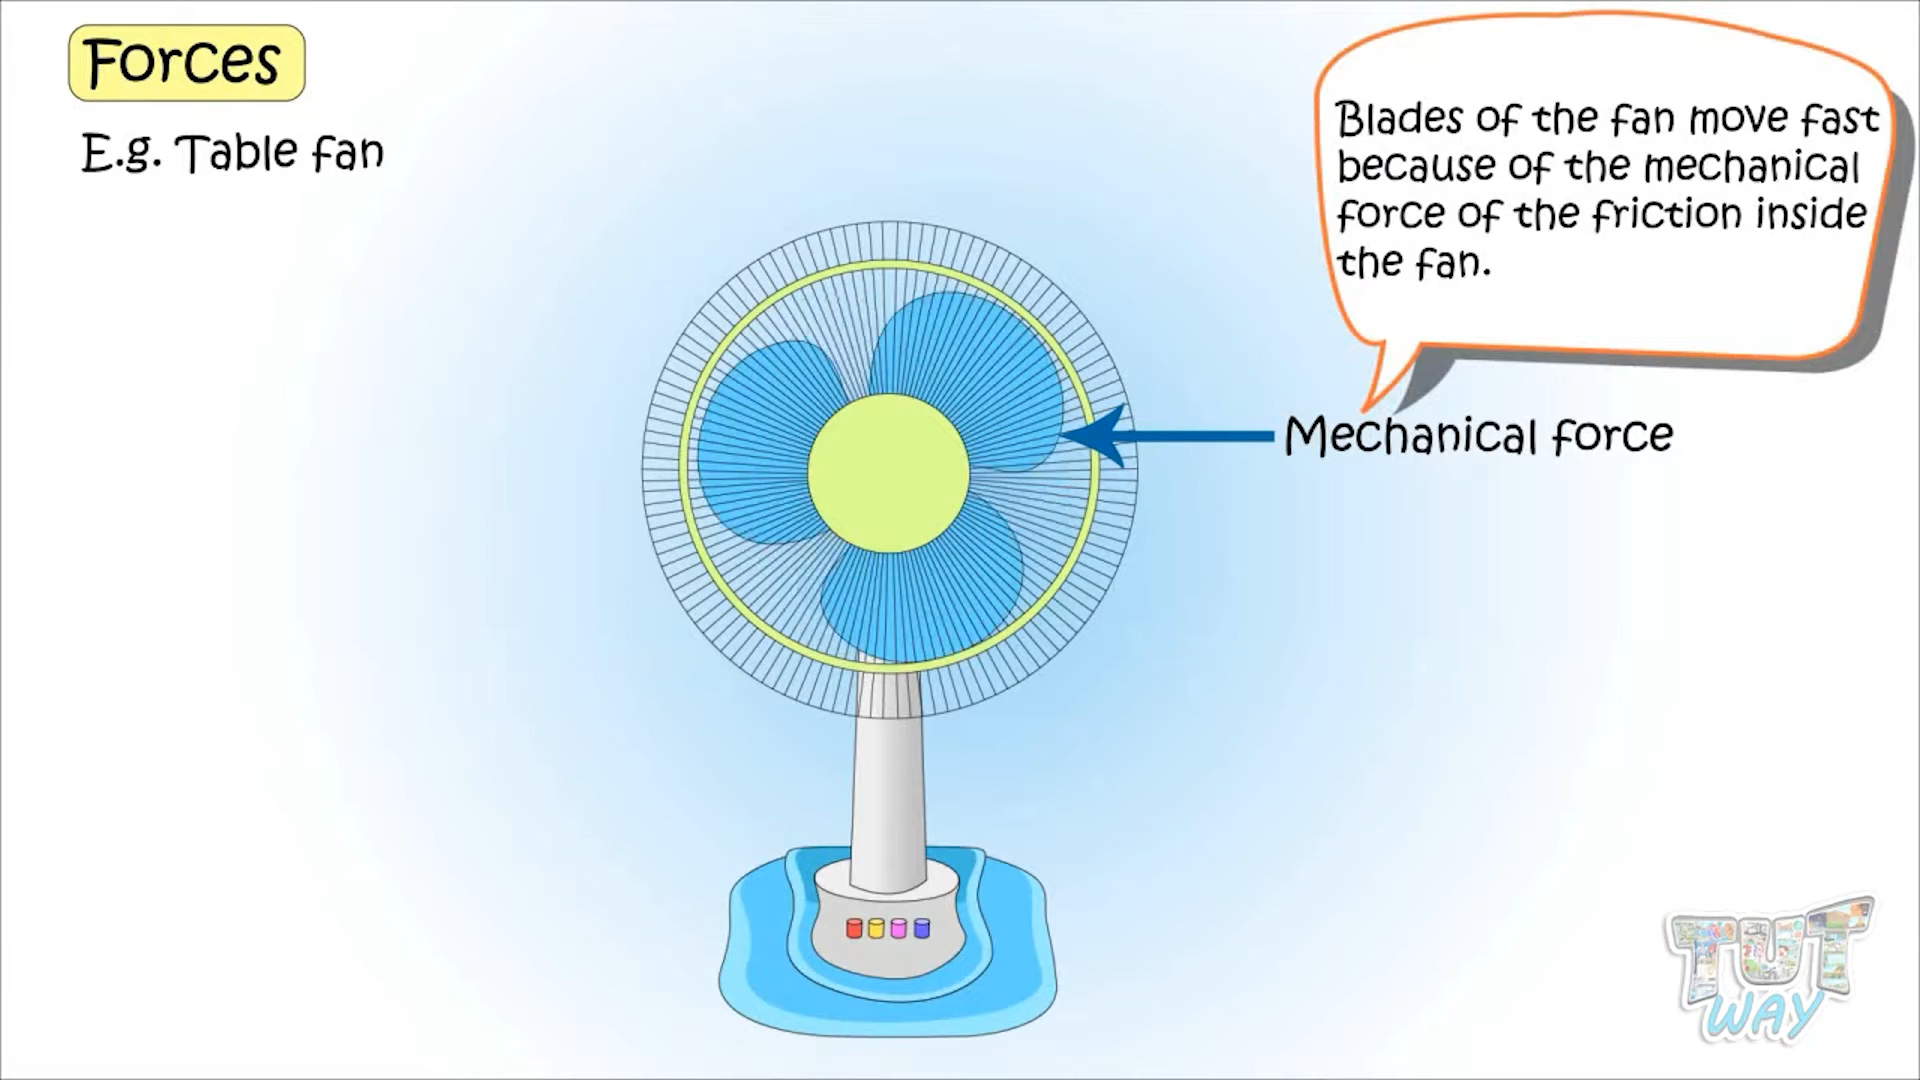 Forces
E.g. Table fan
Blades of the fan move fast
because of the mechanical
force of the friction inside
the fan.
Mechanical force
TUT
WAY